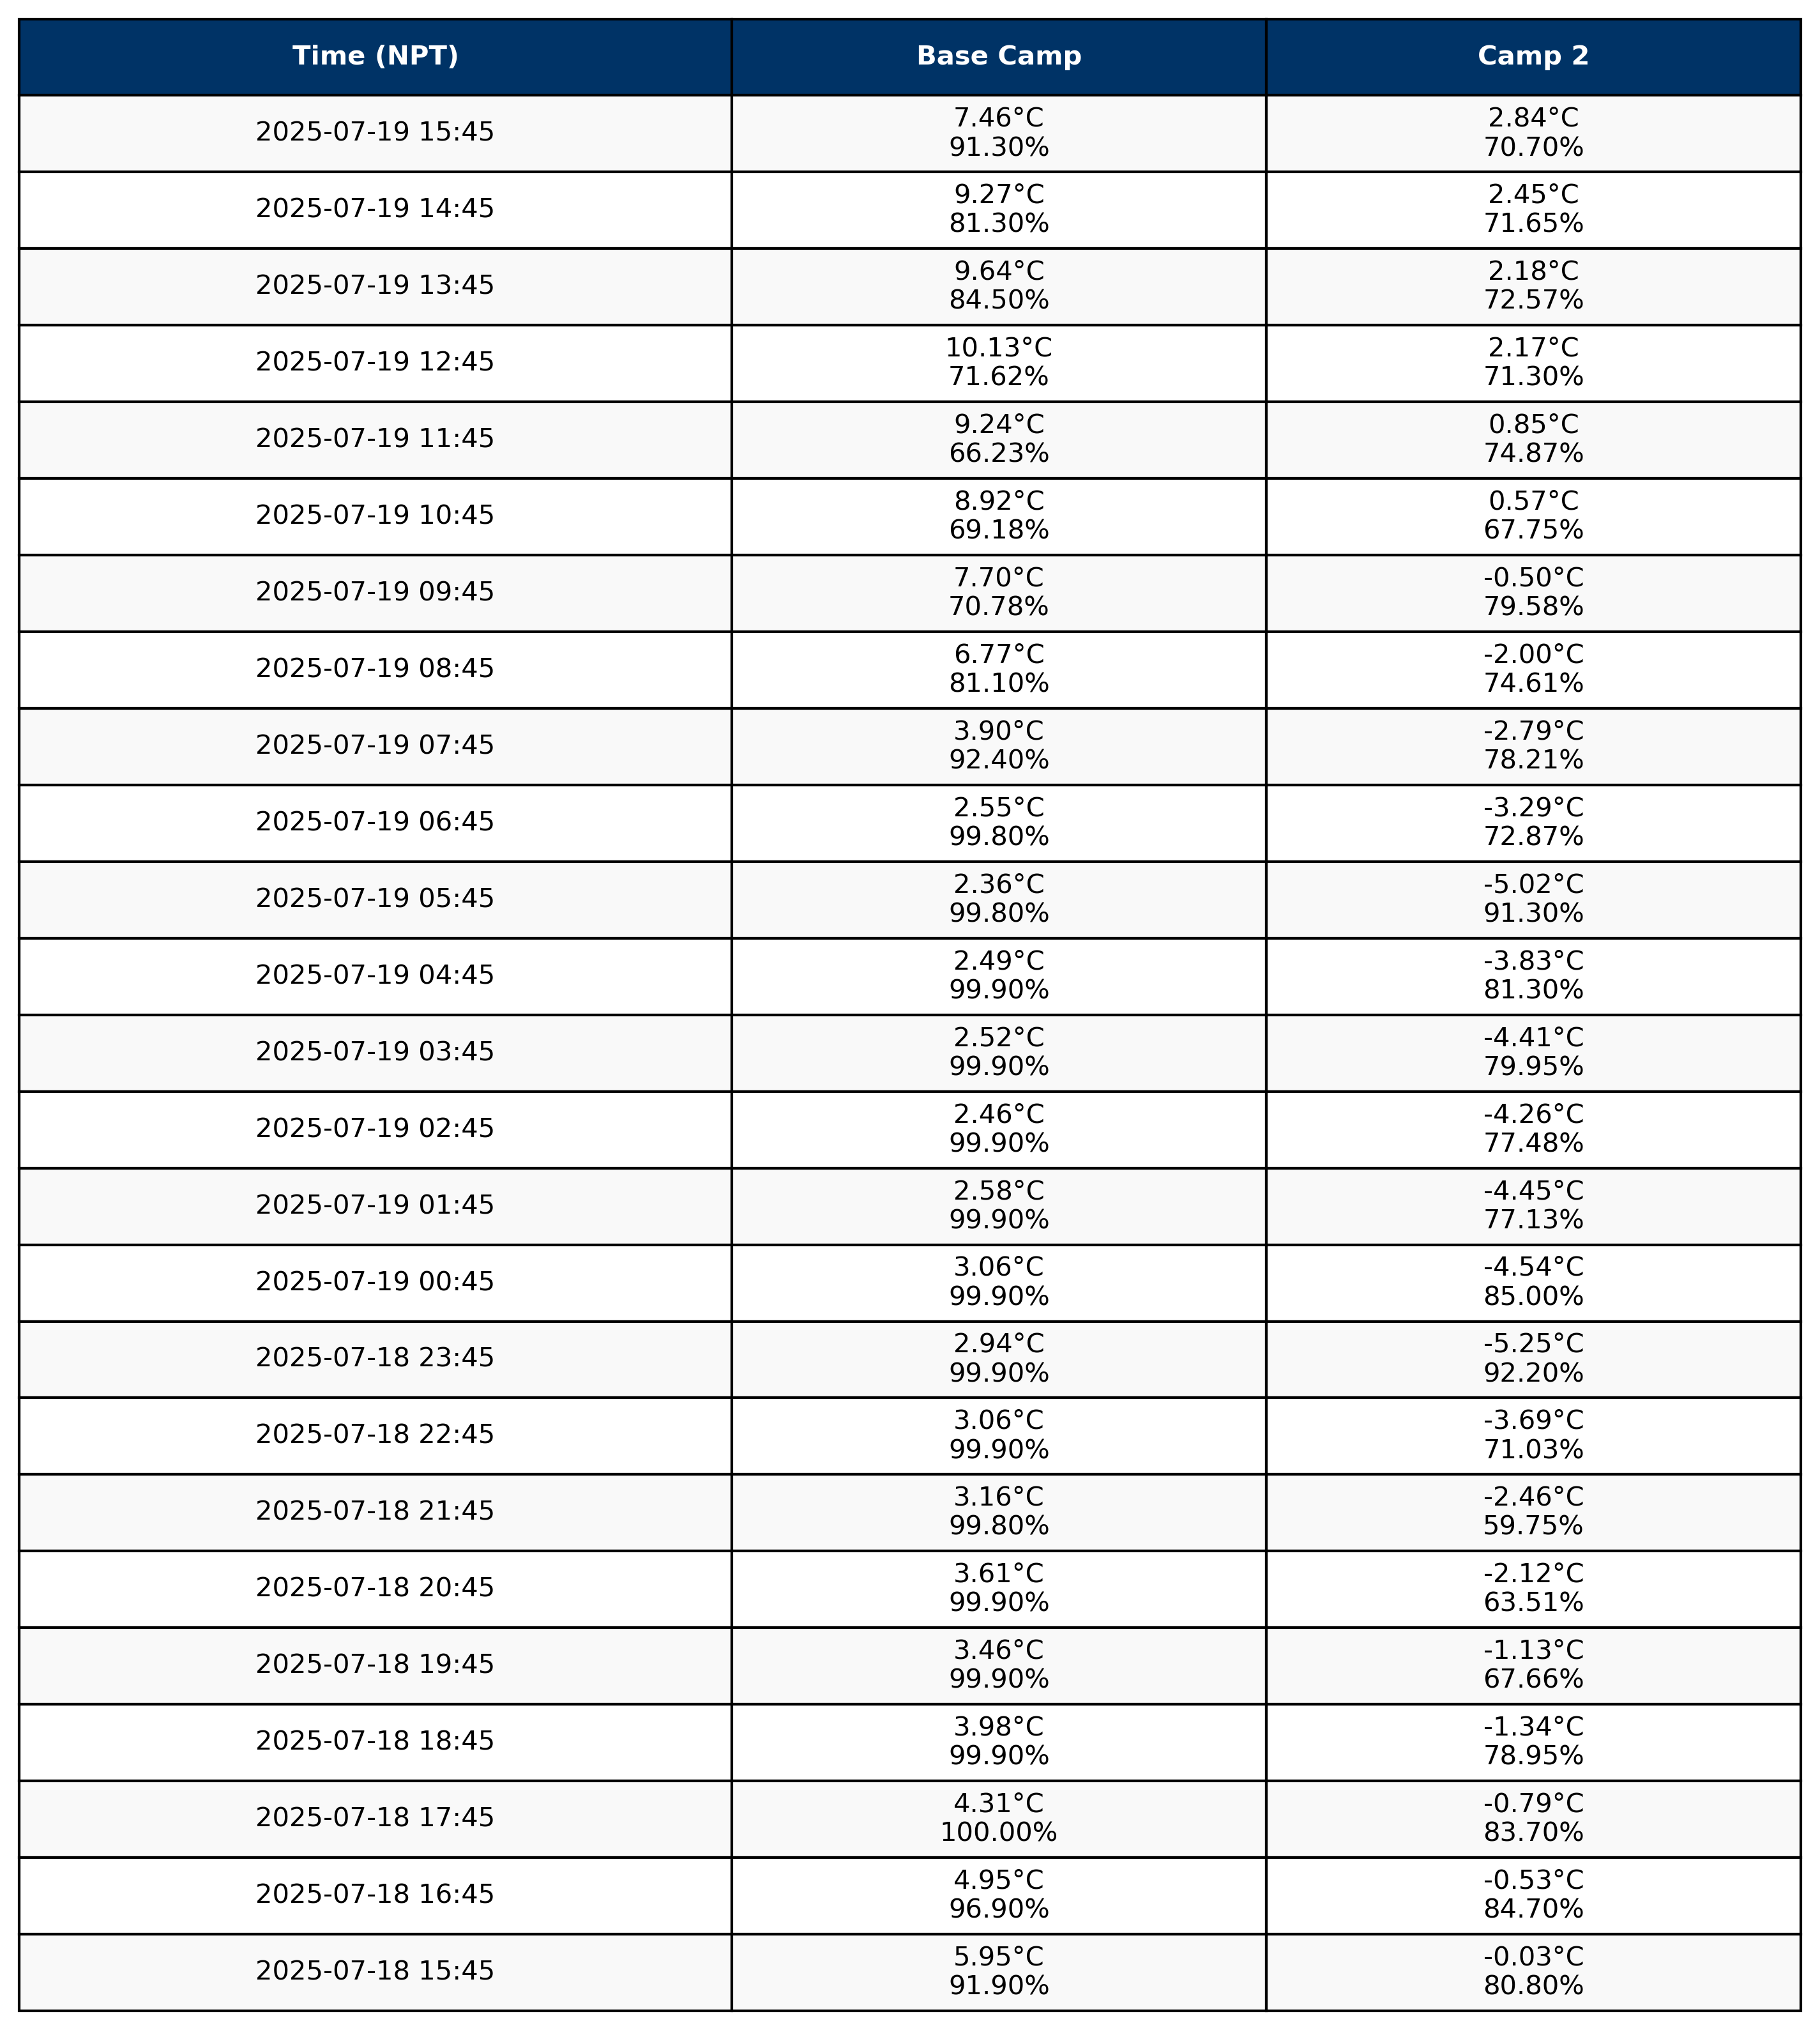 Time (NPT) Base Camp Camp 2
2025-07-19 15:45 7.46°C 2.84°C
91.30% 70.70%
2025-07-19 14:45 9.27°C 2.45°C
81.30% 71.65%
2025-07-19 13:45 9.64°C 2.18°C
84.50% 72.57%
2025-07-19 12:45 10.13°C 2.17°C
71.62% 71.30%
2025-07-19 11:45 9.24°C 0.85°C
66.23% 74.87%
2025-07-19 10:45 8.92°C 0.57°C
69.18% 67.75%
2025-07-19 09:45 7.70°C -0.50°C
70.78% 79.58%
2025-07-19 08:45 6.77°C -2.00°C
81.10% 74.61%
2025-07-19 07:45 3.90°C -2.79°C
92.40% 78.21%
2025-07-19 06:45 2.55°C -3.29°C
99.80% 72.87%
2025-07-19 05:45 2.36°C -5.02°C
99.80% 91.30%
2025-07-19 04:45 2.49°C -3.83°C
99.90% 81.30%
2025-07-19 03:45 2.52°C -4.41°C
99.90% 79.95%
2025-07-19 02:45 2.46°C -4.26°C
99.90% 77.48%
2025-07-19 01:45 2.58°C -4.45°C
99.90% 77.13%
2025-07-19 00:45 3.06°C -4.54°C
99.90% 85.00%
2025-07-18 23:45 2.94°C -5.25°C
99.90% 92.20%
2025-07-18 22:45 3.06°C -3.69°C
99.90% 71.03%
2025-07-18 21:45 3.16°C -2.46°C
99.80% 59.75%
2025-07-18 20:45 3.61°C -2.12°C
99.90% 63.51%
2025-07-18 19:45 3.46°C -1.13°C
99.90% 67.66%
2025-07-18 18:45 3.98°C -1.34°C
99.90% 78.95%
2025-07-18 17:45 4.31°C -0.79°C
100.00% 83.70%
2025-07-18 16:45 4.95°C -0.53°C
96.90% 84.70%
2025-07-18 15:45 5.95°C -0.03°C
91.90% 80.80%